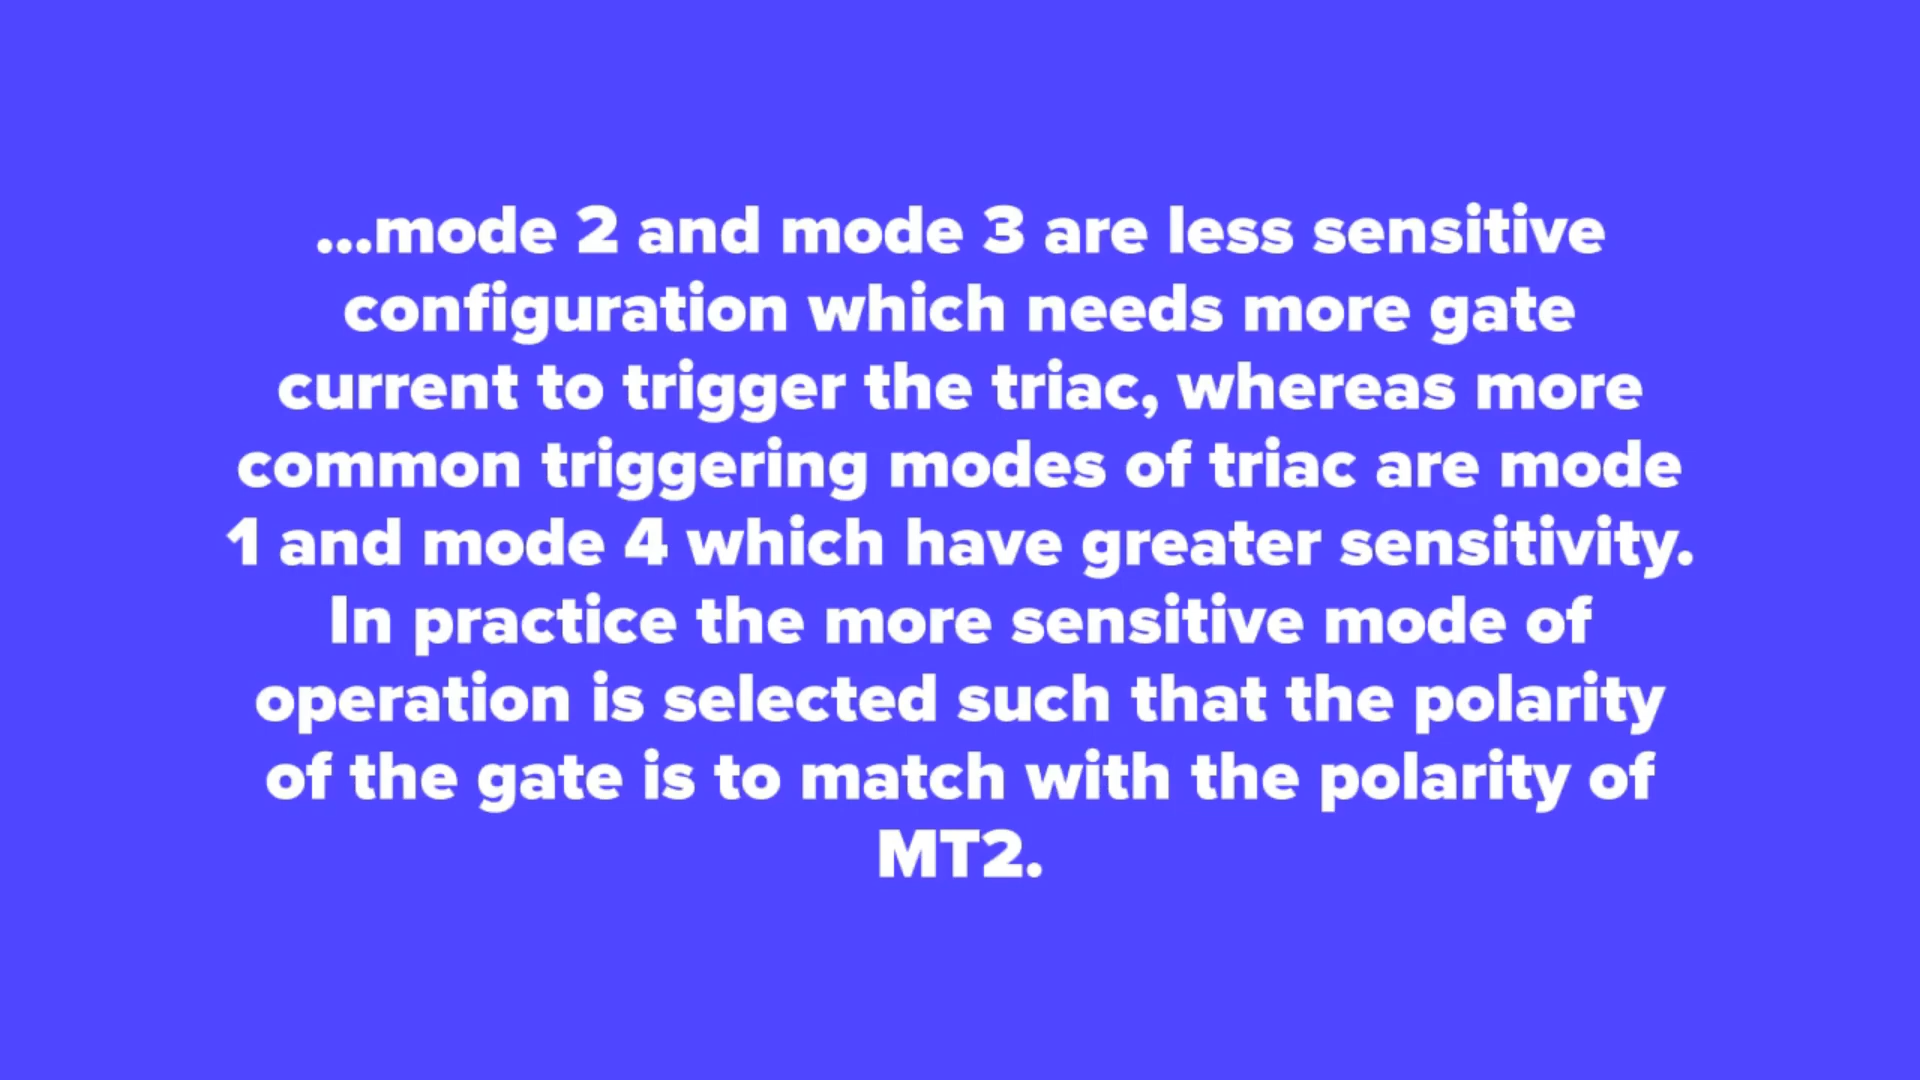 ...mode 2 and mode 3 are less sensitive
configuration which needs more gate
current to trigger the triac, whereas more
common triggering modes of triac are mode
1 and mode 4 which have greater sensitivity.
In practice the more sensitive mode of
operation is selected such that the polarity
of the gate is to match with the polarity of
MT2.